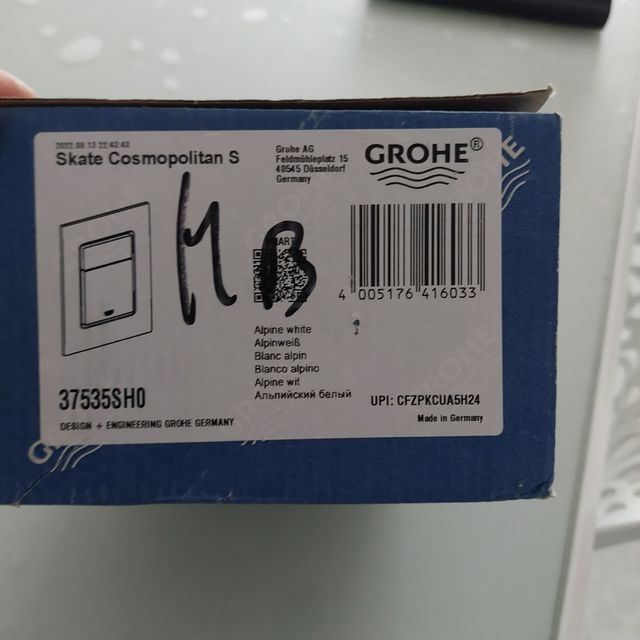 2022.09.13 22:43:43
Skate Cosmopolitan S
Grohe AG
Feldmühleplatz 15
40545 Düsseldorf
Germany
GROHE®
4 005176 416033
Alpine white
Alpinweiß
Blanc alpin
Blanco alpino
Alpine wit
Альпийский белый
37535SH0
UPI: CFZPKCUA5H24
DESIGN + ENGINEERING GROHE GERMANY
Made in Germany
GROHE